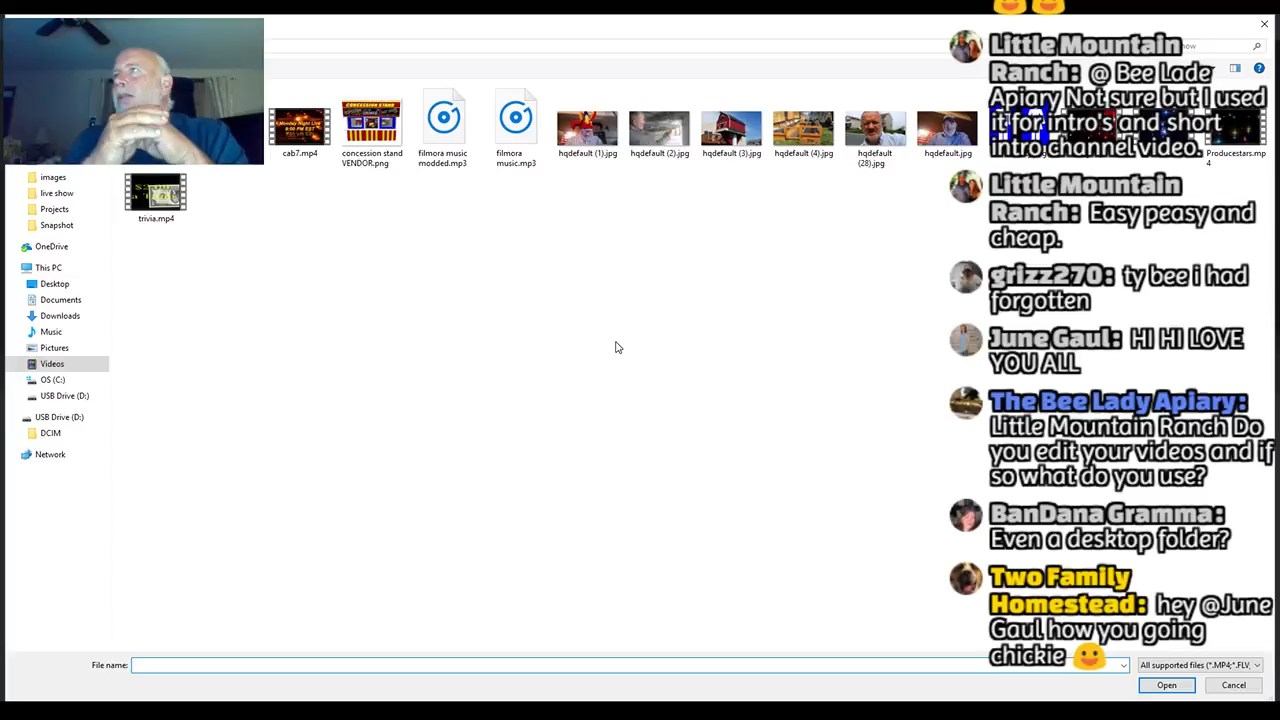 Little Mountain
Ranch: @ Bee Lade
Apiary Not sure but I used
it for intro's and short
intro channel video.
Little Mountain
Ranch: Easy peasy and
cheap.
grizz270: ty bee i had
forgotten
June Gaul: HI HI LOVE
YOU ALL
The Bee Lady Apiary:
Little Mountain Ranch Do
you edit your videos and if
so what do you use?
BanDana Gramma:
Even a desktop folder?
Two Family
Homestead: hey @June
Gaul how you going
chickie
cab7.mp4
concession stand
VENDOR.png
filmora music
modded.mp3
filmora
music.mp3
hqdefault (1).jpg
hqdefault (2).jpg
hqdefault (3).jpg
hqdefault (4).jpg
hqdefault
(28).jpg
hqdefault.jpg
Producestars.mp
4
trivia.mp4
images
live show
Projects
Snapshot
OneDrive
This PC
Desktop
Documents
Downloads
Music
Pictures
Videos
OS (C:)
USB Drive (D:)
USB Drive (D:)
DCIM
Network
File name:
All supported files (*.MP4;*.FLV,
Open
Cancel